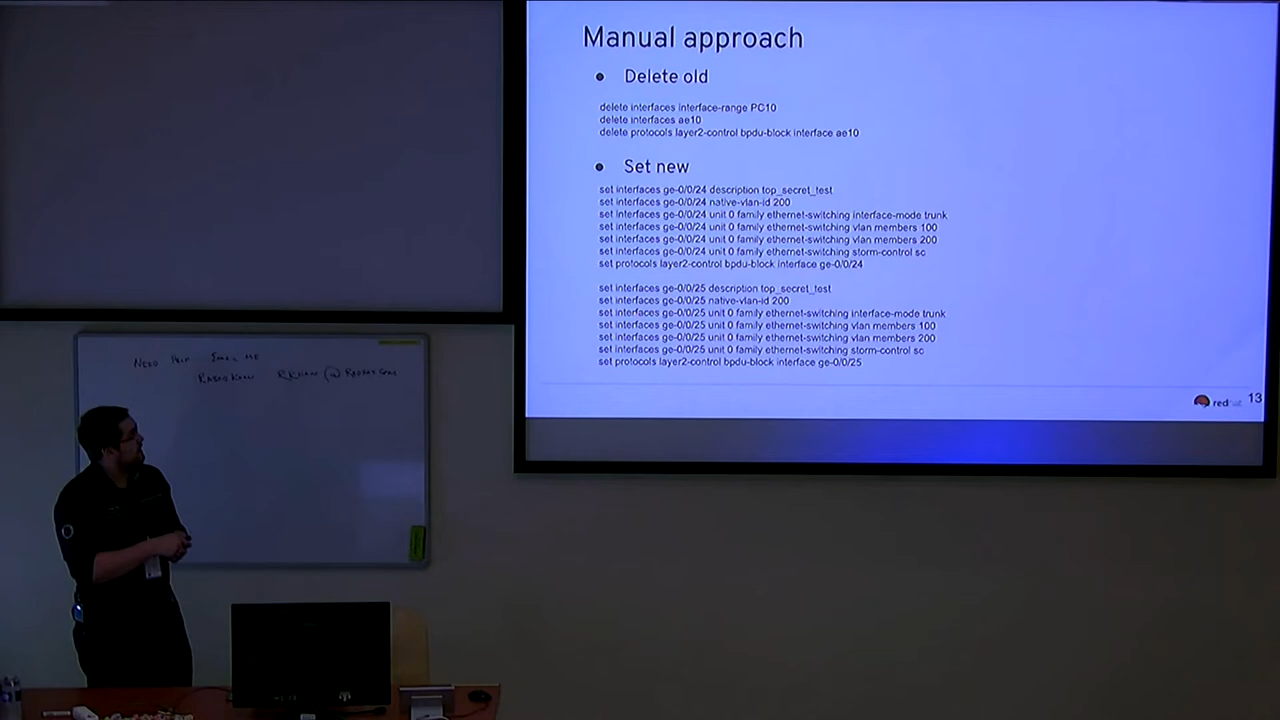 Manual approach
● Delete old
delete interfaces interface-range PC10
delete interfaces ae10
delete protocols layer2-control bpdu-block interface ae10
● Set new
set interfaces ge-0/0/24 description top_secret_test
set interfaces ge-0/0/24 native-vlan-id 200
set interfaces ge-0/0/24 unit 0 family ethernet-switching interface-mode trunk
set interfaces ge-0/0/24 unit 0 family ethernet-switching vlan members 100
set interfaces ge-0/0/24 unit 0 family ethernet-switching vlan members 200
set interfaces ge-0/0/24 unit 0 family ethernet-switching storm-control sc
set protocols layer2-control bpdu-block interface ge-0/0/24
set interfaces ge-0/0/25 description top_secret_test
set interfaces ge-0/0/25 native-vlan-id 200
set interfaces ge-0/0/25 unit 0 family ethernet-switching interface-mode trunk
set interfaces ge-0/0/25 unit 0 family ethernet-switching vlan members 100
set interfaces ge-0/0/25 unit 0 family ethernet-switching vlan members 200
set interfaces ge-0/0/25 unit 0 family ethernet-switching storm-control sc
set protocols layer2-control bpdu-block interface ge-0/0/25
redhat 13
Need Help Email me